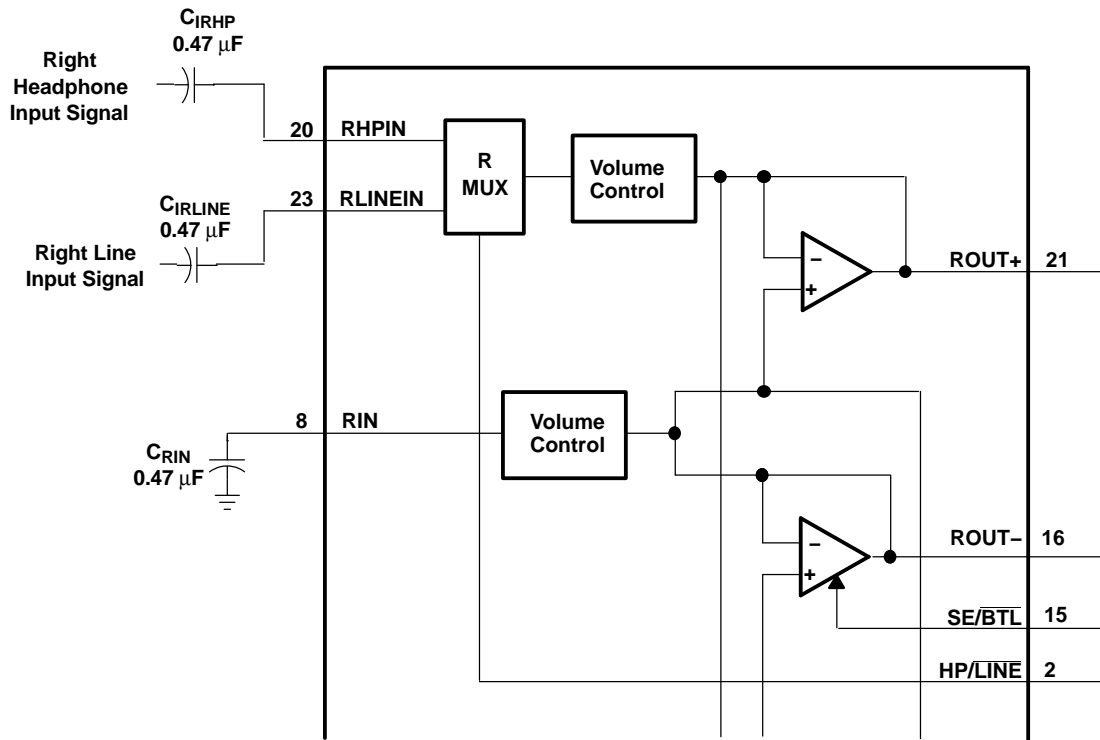 CIRHP
0.47 μF
Right
Headphone
Input Signal
20
RHPIN
R
MUX
Volume
Control
23
RLINEIN
CIRLINE
0.47 μF
Right Line
Input Signal
−
+
ROUT+
21
8
RIN
Volume
Control
CRIN
0.47 μF
−
+
ROUT−
16
SE/BTL
15
HP/LINE
2